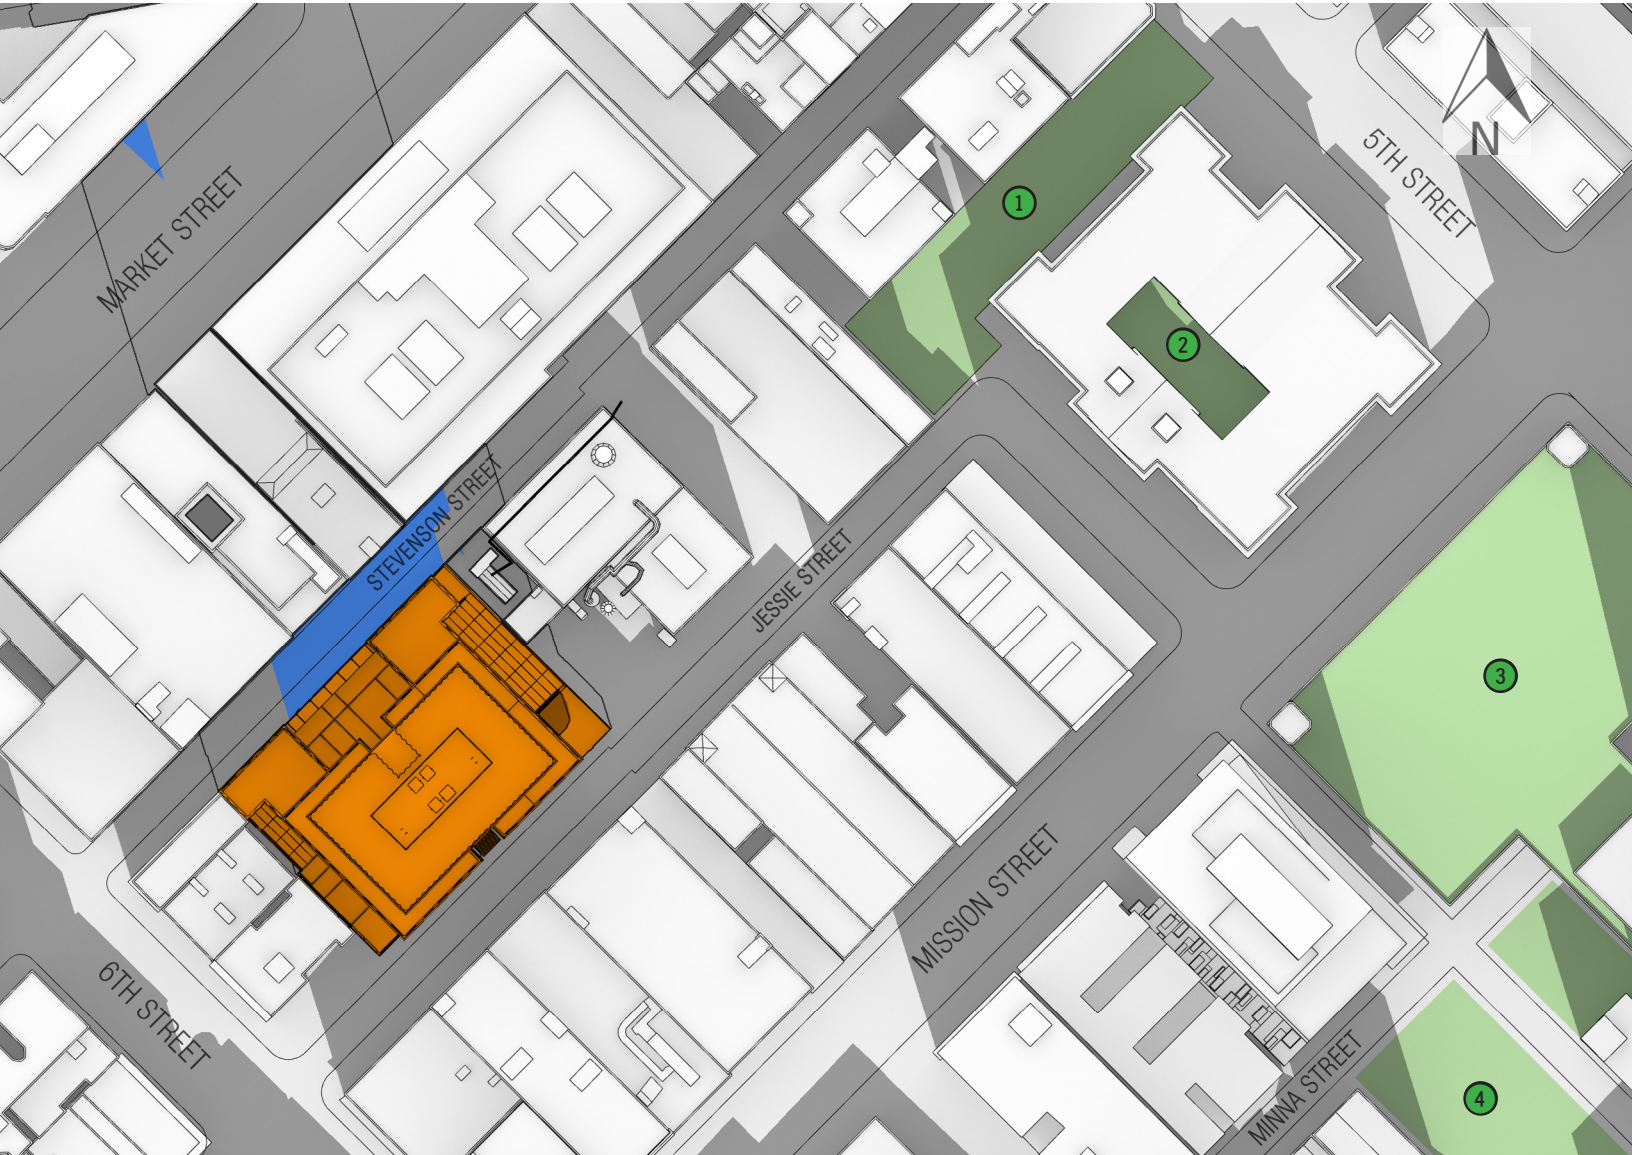 N
5TH STREET
MARKET STREET
1
2
STEVENSON STREET
JESSIE STREET
3
MISSION STREET
6TH STREET
MINNA STREET
4